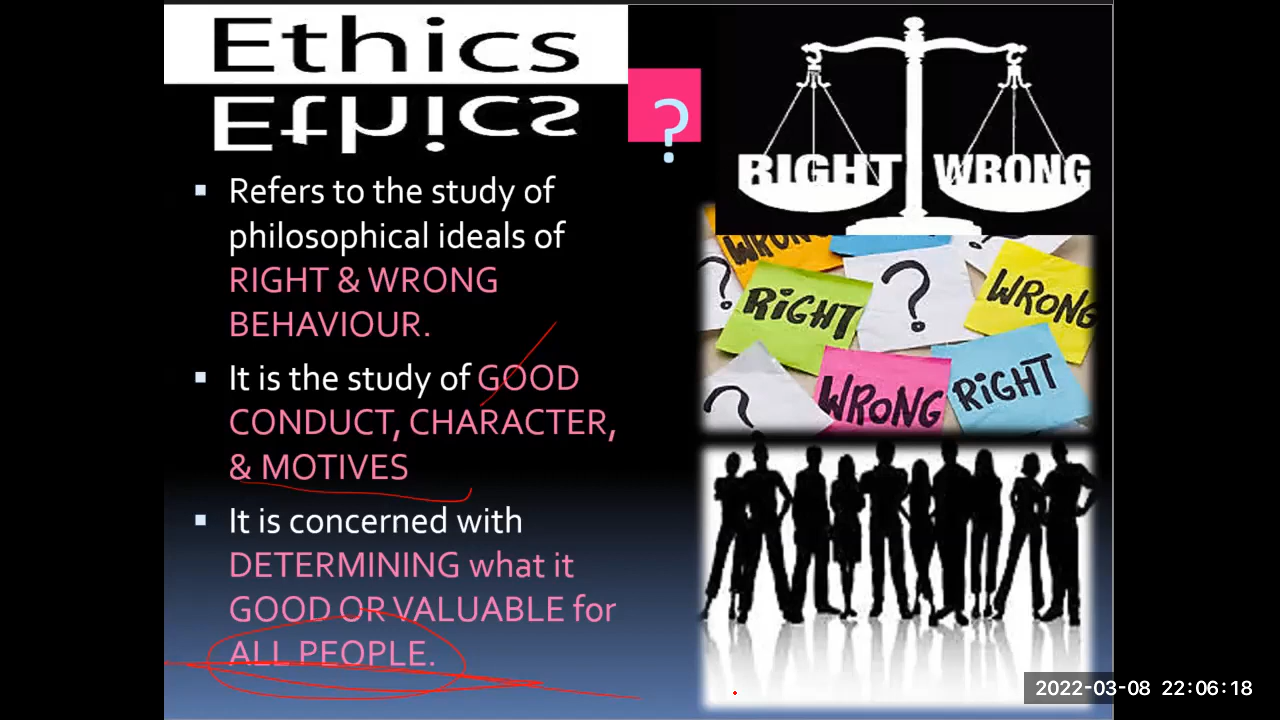 Ethics
Ethics
?
▪ Refers to the study of
philosophical ideals of
RIGHT & WRONG
BEHAVIOUR.
▪ It is the study of GOOD
CONDUCT, CHARACTER,
& MOTIVES
▪ It is concerned with
DETERMINING what it
GOOD OR VALUABLE for
ALL PEOPLE.
RIGHT WRONG
WRONG ?
? RIGHT ? WRONG
? WRONG RIGHT
2022-03-08 22:06:18